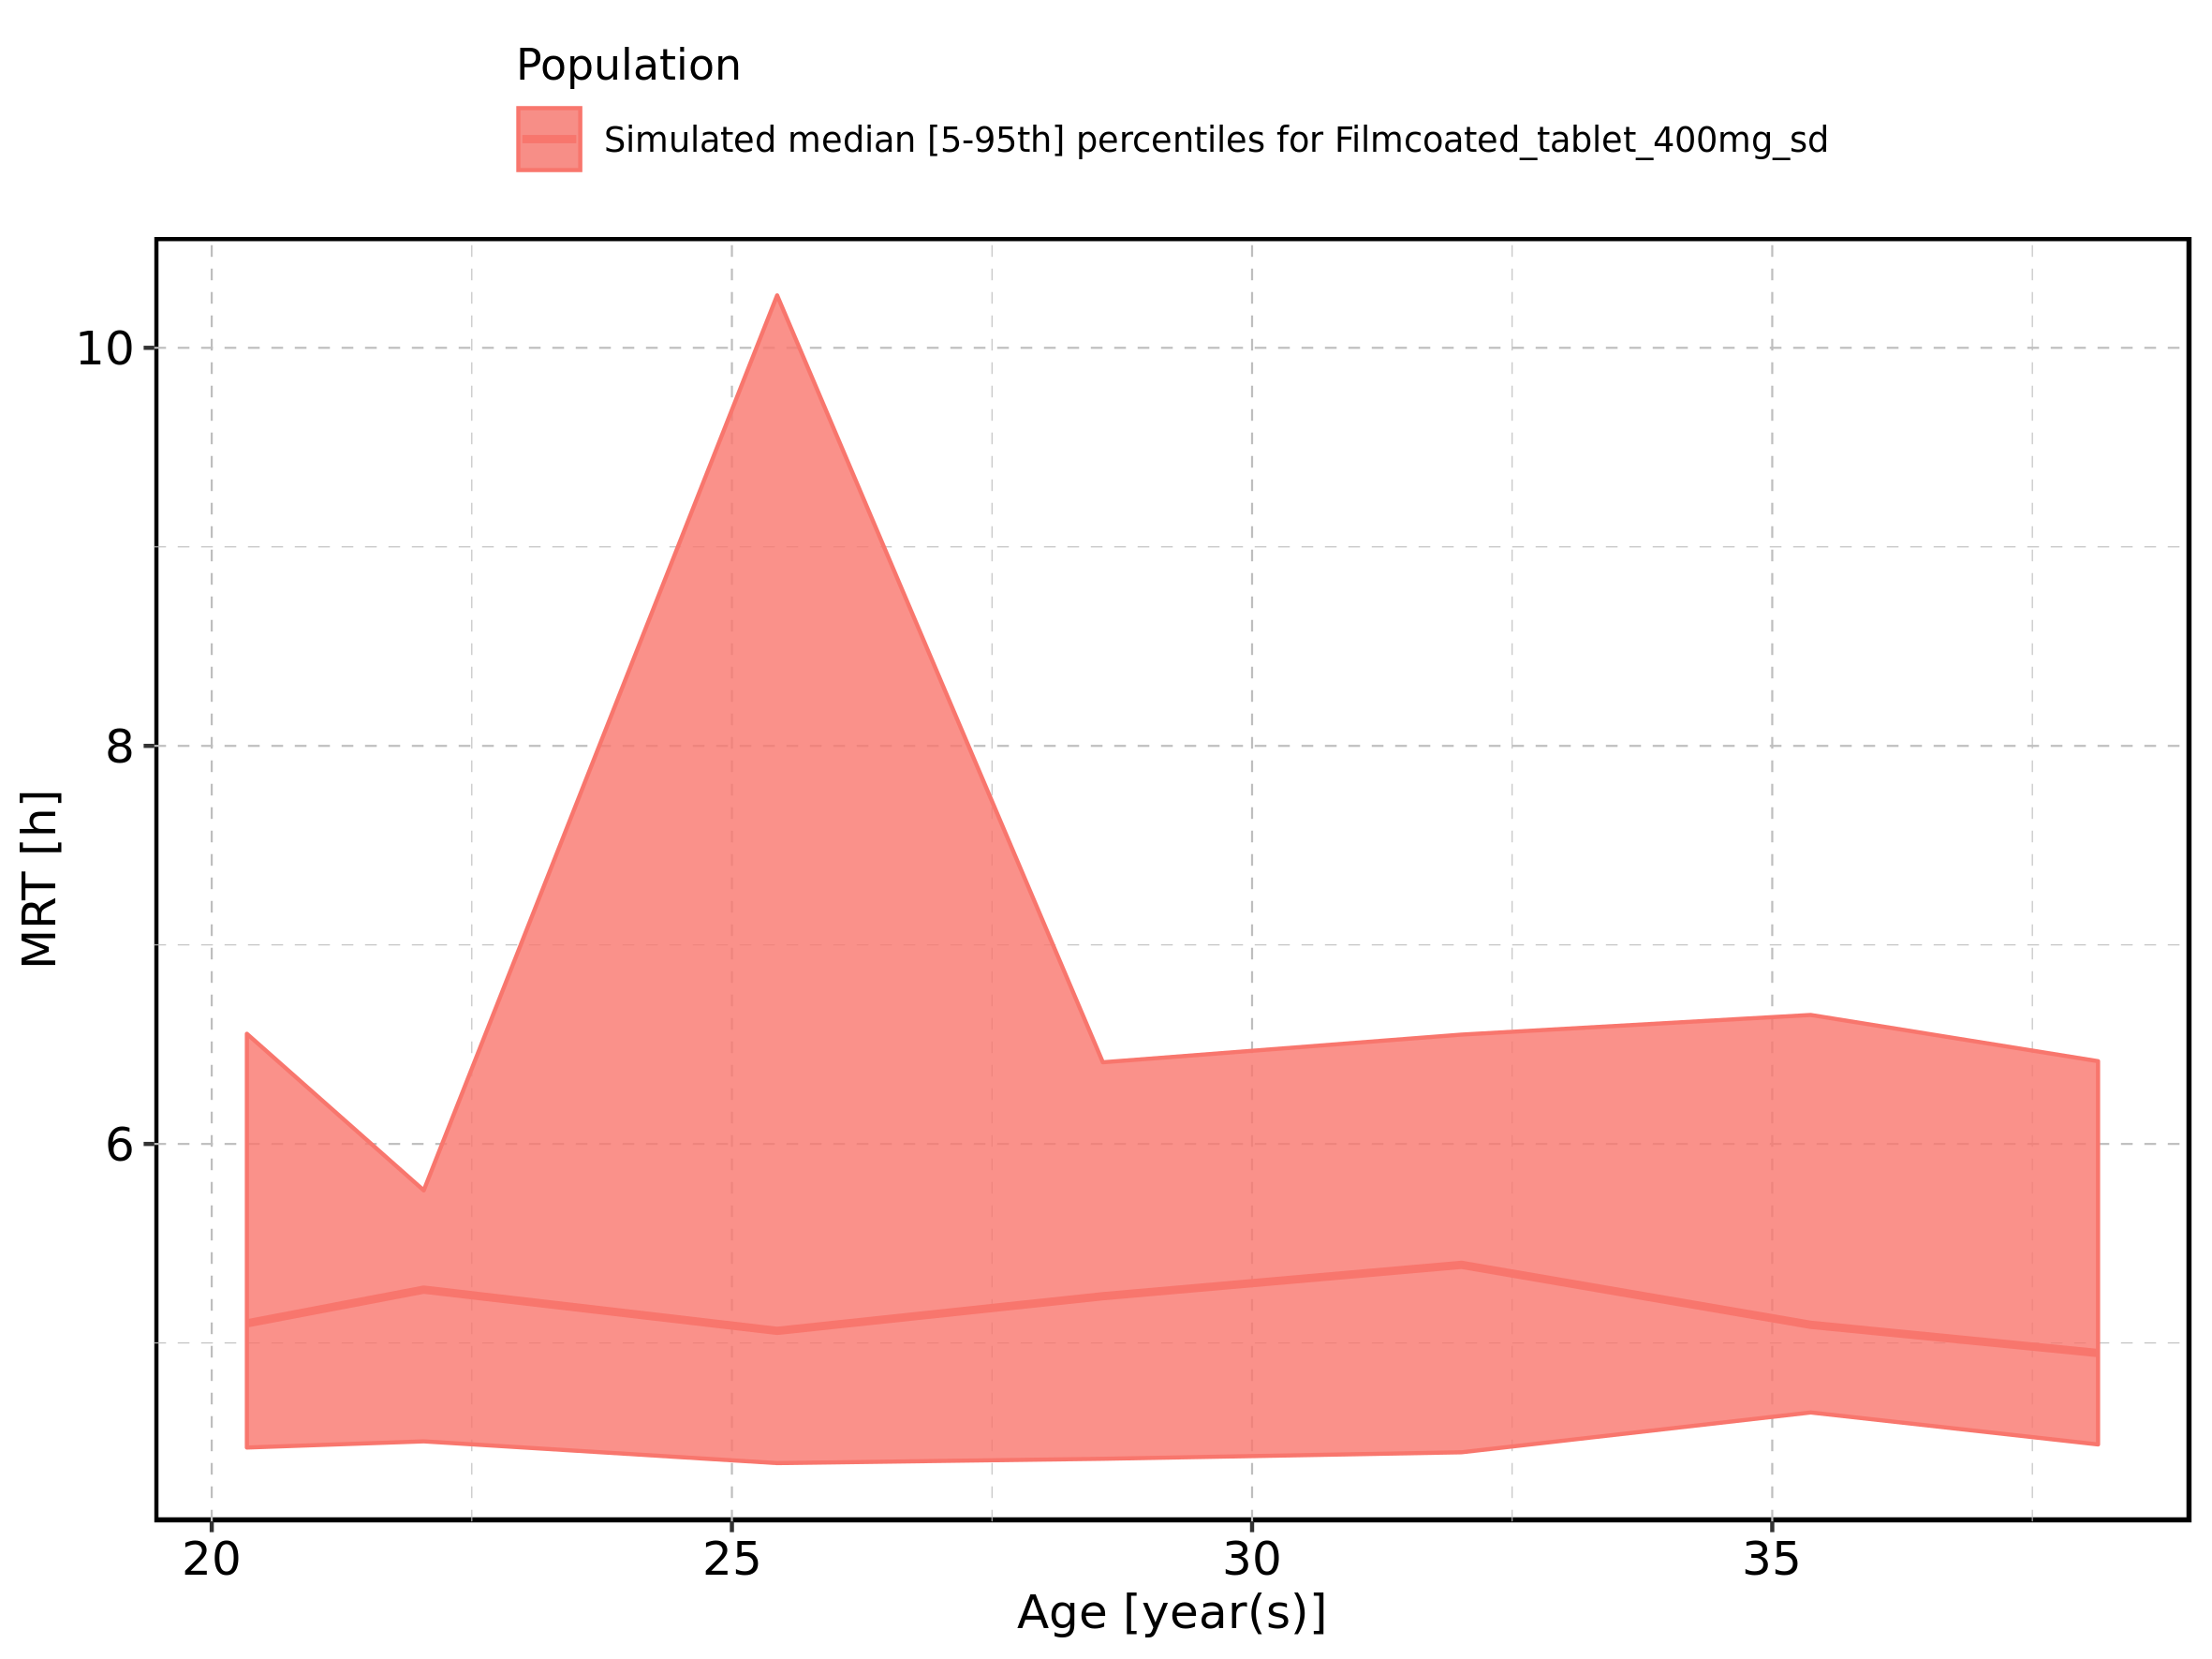 Population
Simulated median [5-95th] percentiles for Filmcoated_tablet_400mg_sd
10
8
6
MRT [h]
20 25 30 35
Age [year(s)]